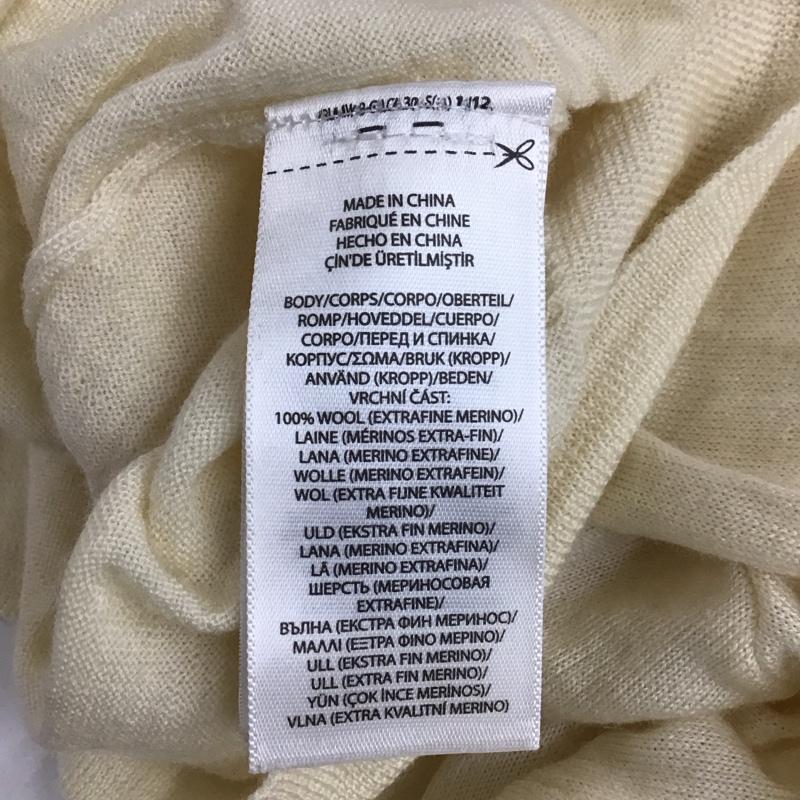 MADE IN CHINA
FABRIQUÉ EN CHINE
HECHO EN CHINA
ÇİN'DE ÜRETİLMİŞTİR
BODY/CORPS/CORPO/OBERTEIL/
ROMP/HOVEDDEL/CUERPO/
CORPO/ПЕРЕД И СПИНКА/
КОРПУС/ΣΩΜΑ/BRUK (KROPP)/
ANVÄND (KROPP)/BEDEN/
VRCHNÍ ČÁST:
100% WOOL (EXTRAFINE MERINO)/
LAINE (MÉRINOS EXTRA-FIN)/
LANA (MERINO EXTRAFINE)/
WOLLE (MERINO EXTRAFEIN)/
WOL (EXTRA FIJNE KWALITEIT
MERINO)/
ULD (EKSTRA FIN MERINO)/
LANA (MERINO EXTRAFINA)/
LÃ (MERINO EXTRAFINA)/
ШЕРСТЬ (МЕРИНОСОВАЯ
EXTRAFINE)/
ВЪЛНА (ЕКСТРА ФИН МЕРИНОС)/
ΜΑΛΛΙ (ΕΞΤΡΑ ΦΙΝΟ ΜΕΡΙΝΟ)/
ULL (EKSTRA FIN MERINO)/
ULL (EXTRA FIN MERINO)/
YÜN (ÇOK İNCE MERİNOS)/
VLNA (EXTRA KVALITNÍ MERINO)